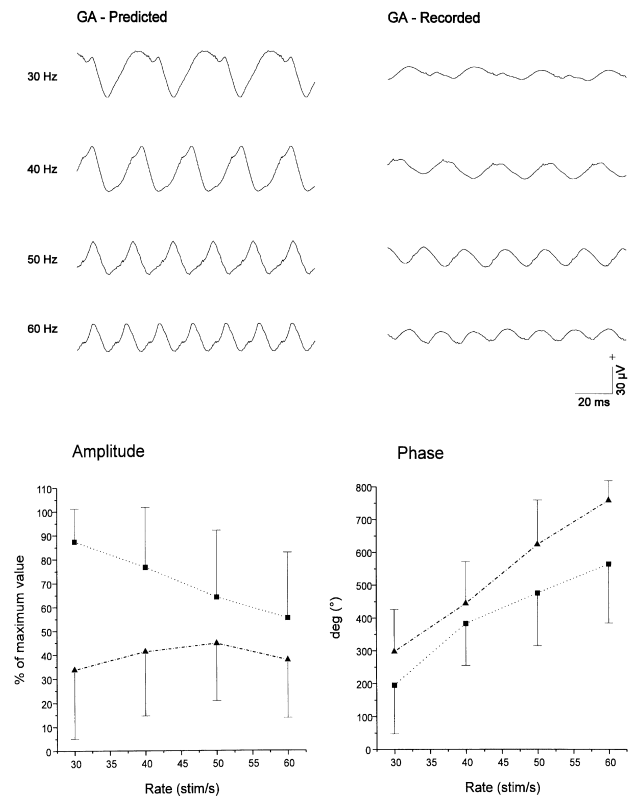 GA - Predicted
GA - Recorded
30 Hz
40 Hz
50 Hz
60 Hz
+
30 µV
20 ms
Amplitude
% of maximum value
110
100
90
80
70
60
50
40
30
20
10
0
30 35 40 45 50 55 60
Rate (stim/s)
Phase
deg (°)
800
700
600
500
400
300
200
100
0
30 35 40 45 50 55 60
Rate (stim/s)